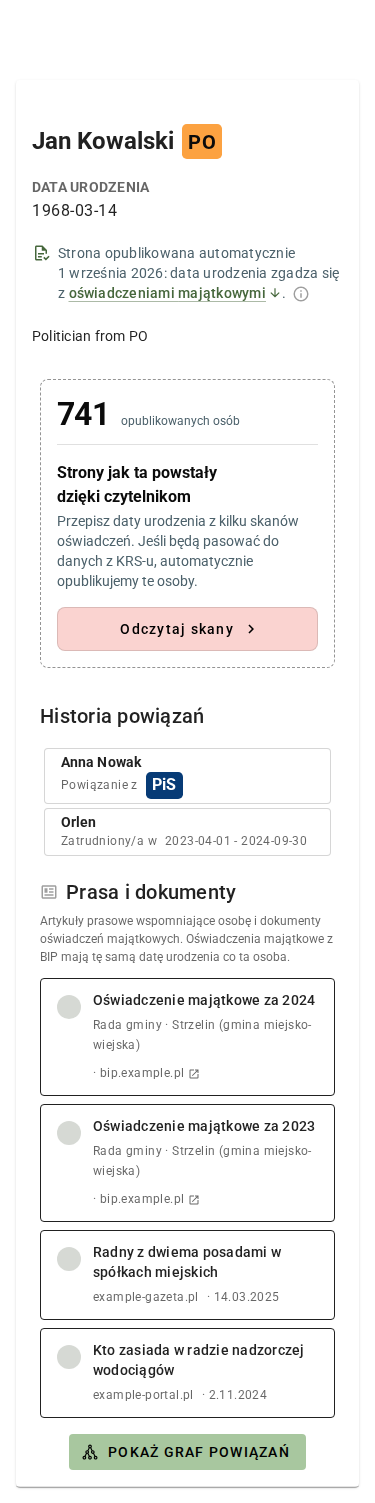 Jan Kowalski PO
DATA URODZENIA
1968-03-14
Strona opublikowana automatycznie
1 września 2026: data urodzenia zgadza się
z oświadczeniami majątkowymi ↓.
Politician from PO
741 opublikowanych osób
Strony jak ta powstały
dzięki czytelnikom
Przepisz daty urodzenia z kilku skanów
oświadczeń. Jeśli będą pasować do
danych z KRS-u, automatycznie
opublikujemy te osoby.
Odczytaj skany
Historia powiązań
Anna Nowak
Powiązanie z PiS
Orlen
Zatrudniony/a w 2023-04-01 - 2024-09-30
Prasa i dokumenty
Artykuły prasowe wspominające osobę i dokumenty
oświadczeń majątkowych. Oświadczenia majątkowe z
BIP mają tę samą datę urodzenia co ta osoba.
Oświadczenie majątkowe za 2024
Rada gminy · Strzelin (gmina miejsko-
wiejska)
· bip.example.pl
Oświadczenie majątkowe za 2023
Rada gminy · Strzelin (gmina miejsko-
wiejska)
· bip.example.pl
Radny z dwiema posadami w
spółkach miejskich
example-gazeta.pl · 14.03.2025
Kto zasiada w radzie nadzorczej
wodociągów
example-portal.pl · 2.11.2024
POKAŻ GRAF POWIĄZAŃ